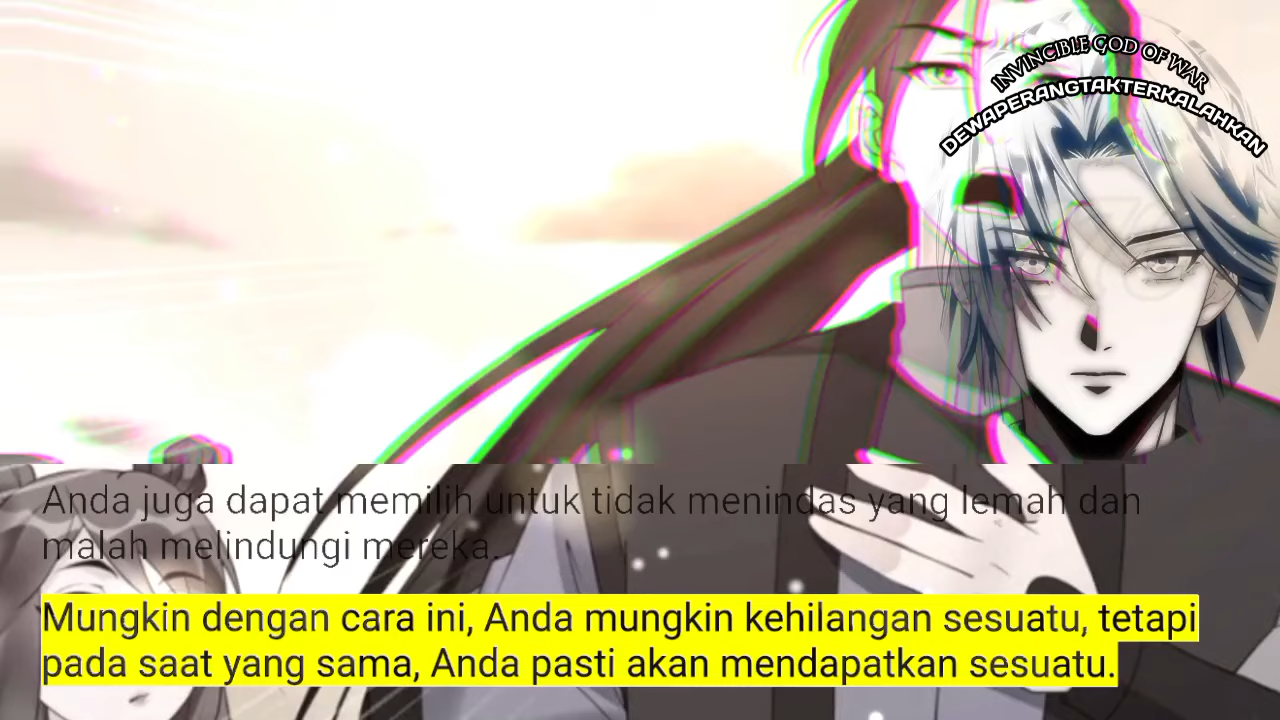 INVINCIBLE GOD OF WAR
DEWAPERANGTAKTERKALAHKAN
Anda juga dapat memilih untuk tidak menindas yang lemah dan
malah melindungi mereka.
Mungkin dengan cara ini, Anda mungkin kehilangan sesuatu, tetapi
pada saat yang sama, Anda pasti akan mendapatkan sesuatu.